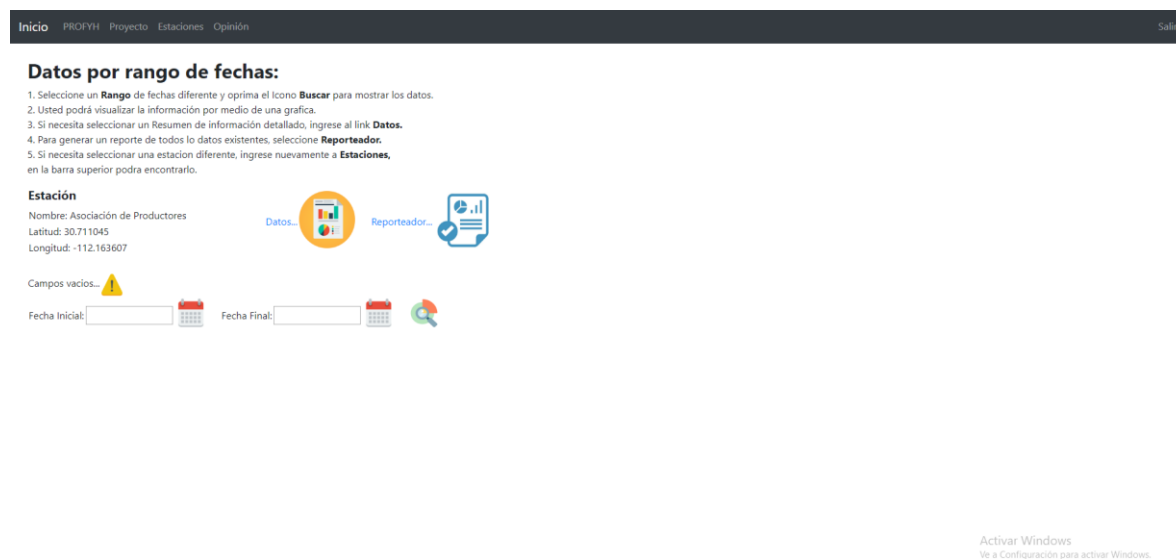 Inicio PROFYH Proyecto Estaciones Opinión Salir
Datos por rango de fechas:
1. Seleccione un Rango de fechas diferente y oprima el Icono Buscar para mostrar los datos.
2. Usted podrá visualizar la información por medio de una grafica.
3. Si necesita seleccionar un Resumen de información detallado, ingrese al link Datos.
4. Para generar un reporte de todos lo datos existentes, seleccione Reporteador.
5. Si necesita seleccionar una estacion diferente, ingrese nuevamente a Estaciones,
en la barra superior podra encontrarlo.
Estación
Nombre: Asociación de Productores
Latitud: 30.711045
Longitud: -112.163607
Datos... Reporteador...
Campos vacios...
Fecha Inicial: Fecha Final:
Activar Windows
Ve a Configuración para activar Windows.